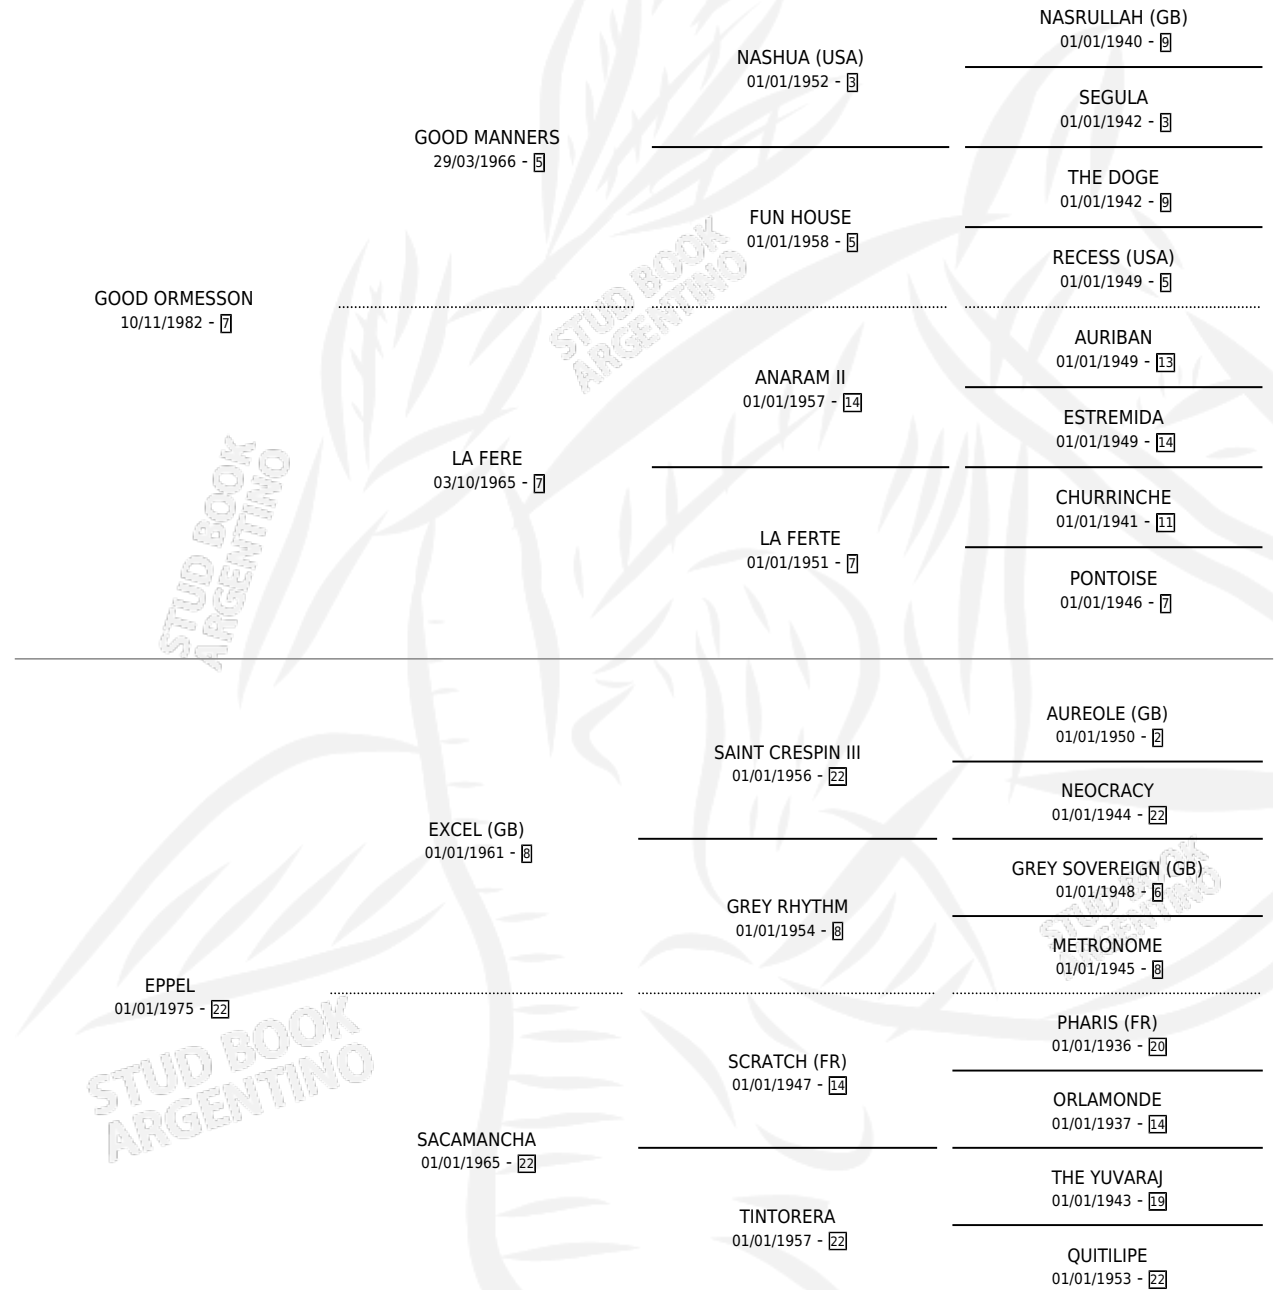 NASRULLAH (GB)
01/01/1940 - 9
NASHUA (USA)
01/01/1952 - 3
SEGULA
01/01/1942 - 3
GOOD MANNERS
29/03/1966 - 5
THE DOGE
01/01/1942 - 9
FUN HOUSE
01/01/1958 - 5
RECESS (USA)
01/01/1949 - 5
GOOD ORMESSON
10/11/1982 - 7
AURIBAN
01/01/1949 - 13
ANARAM II
01/01/1957 - 14
ESTREMIDA
01/01/1949 - 14
LA FERE
03/10/1965 - 7
CHURRINCHE
01/01/1941 - 11
LA FERTE
01/01/1951 - 7
PONTOISE
01/01/1946 - 7
STUD BOOK
ARGENTINO
STUD BOOK
ARGENTINO
AUREOLE (GB)
01/01/1950 - 2
SAINT CRESPIN III
01/01/1956 - 22
NEOCRACY
01/01/1944 - 22
EXCEL (GB)
01/01/1961 - 8
GREY SOVEREIGN (GB)
01/01/1948 - 6
GREY RHYTHM
01/01/1954 - 8
METRONOME
01/01/1945 - 8
EPPEL
01/01/1975 - 22
PHARIS (FR)
01/01/1936 - 20
SCRATCH (FR)
01/01/1947 - 14
ORLAMONDE
01/01/1937 - 14
SACAMANCHA
01/01/1965 - 22
THE YUVARAJ
01/01/1943 - 19
TINTORERA
01/01/1957 - 22
QUITILIPE
01/01/1953 - 22
STUD BOOK
ARGENTINO
STUD BOOK
ARGENTINO